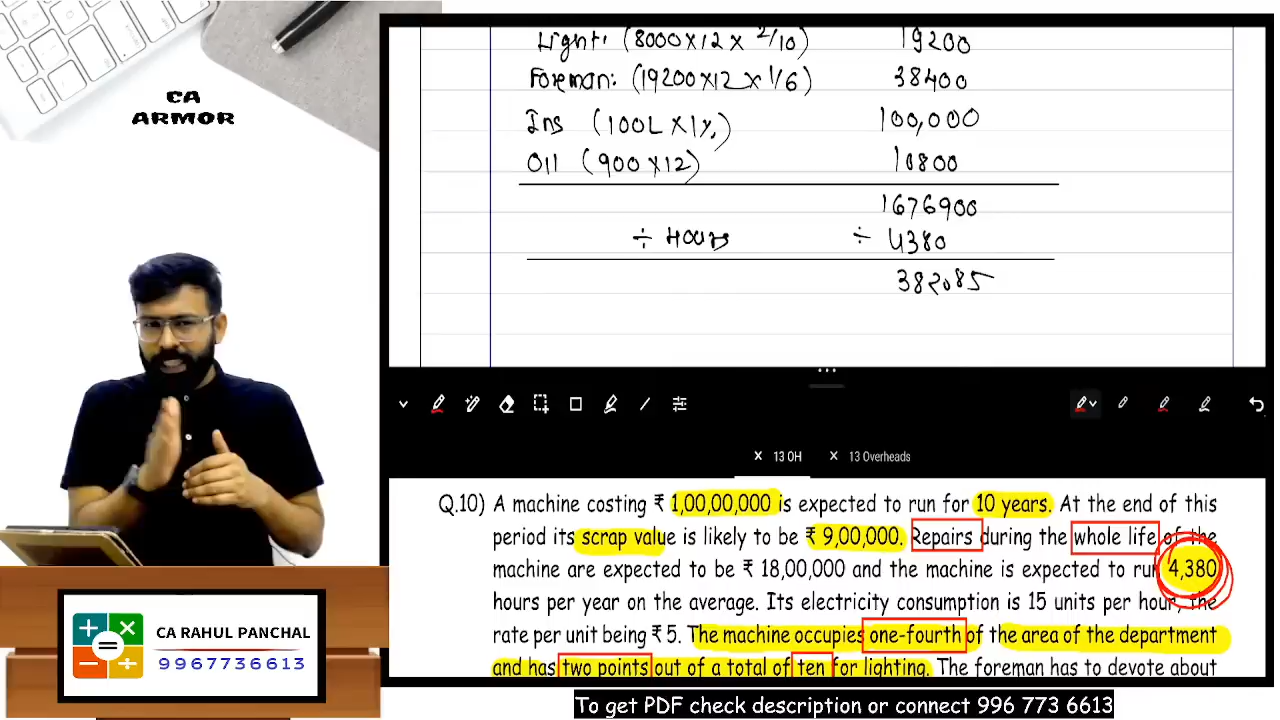 CA
ARMOR
Light: (8000×12×2/10) 19200
Foreman: (19200×12×1/6) 38400
Ins (100L×1%) 100,000
Oil (900×12) 10800
1676900
÷ Hours ÷ 4380
382.85
× 13 OH × 13 Overheads
Q.10) A machine costing ₹ 1,00,00,000 is expected to run for 10 years. At the end of this
period its scrap value is likely to be ₹ 9,00,000. Repairs during the whole life of the
machine are expected to be ₹ 18,00,000 and the machine is expected to run 4,380
hours per year on the average. Its electricity consumption is 15 units per hour, the
rate per unit being ₹ 5. The machine occupies one-fourth of the area of the department
and has two points out of a total of ten for lighting. The foreman has to devote about
CA RAHUL PANCHAL
9967736613
To get PDF check description or connect 996 773 6613